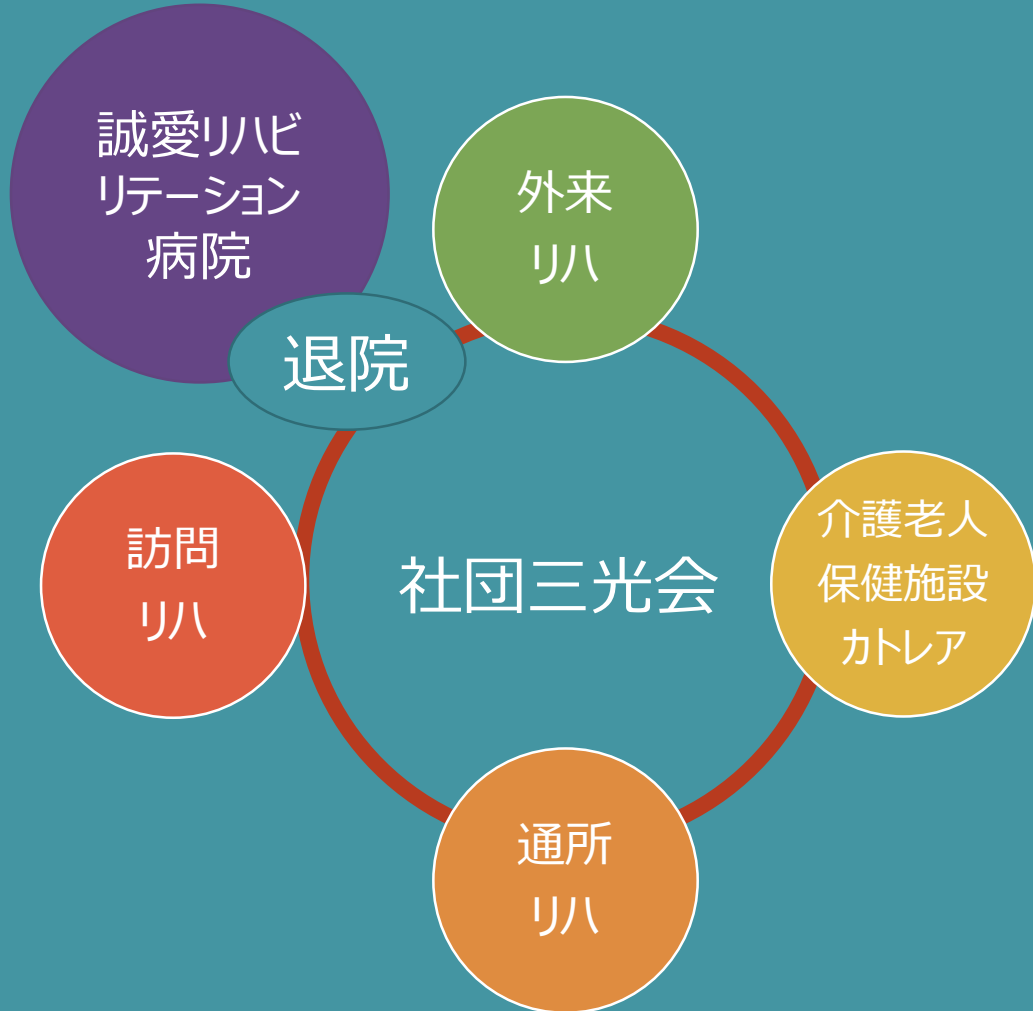 誠愛リハビ
リテーション
病院
外来
リハ
退院
訪問
リハ
社団三光会
介護老人
保健施設
カトレア
通所
リハ